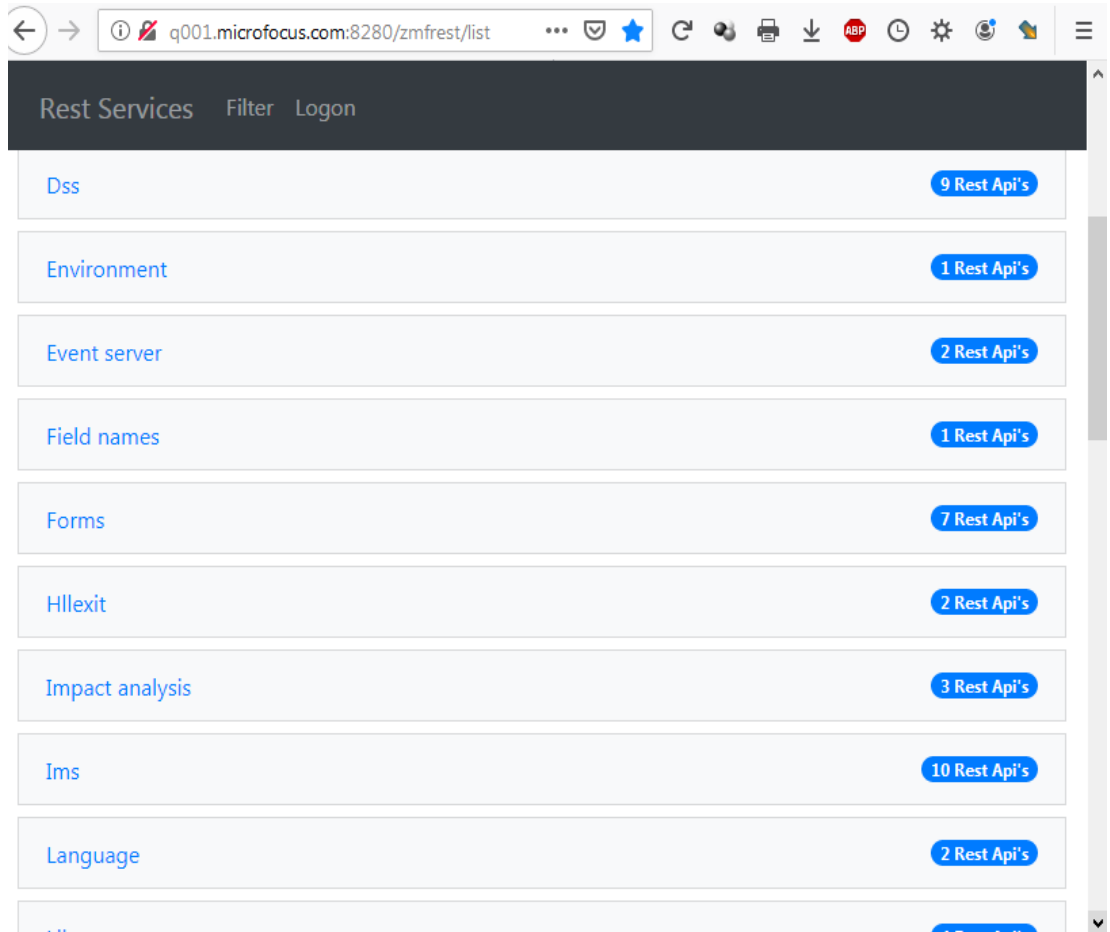 q001.microfocus.com:8280/zmfrest/list
ABP
Rest Services Filter Logon
Dss 9 Rest Api's
Environment 1 Rest Api's
Event server 2 Rest Api's
Field names 1 Rest Api's
Forms 7 Rest Api's
Hllexit 2 Rest Api's
Impact analysis 3 Rest Api's
Ims 10 Rest Api's
Language 2 Rest Api's